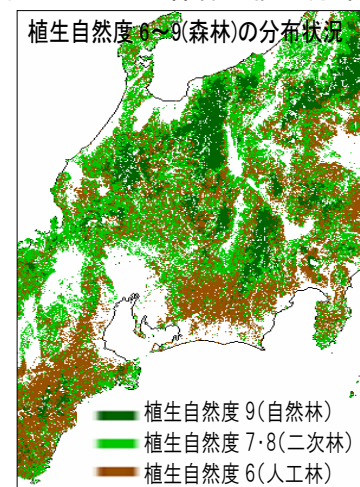 植生自然度 6～9(森林)の分布状況
植生自然度 9(自然林)
植生自然度 7･8(二次林)
植生自然度 6(人工林)